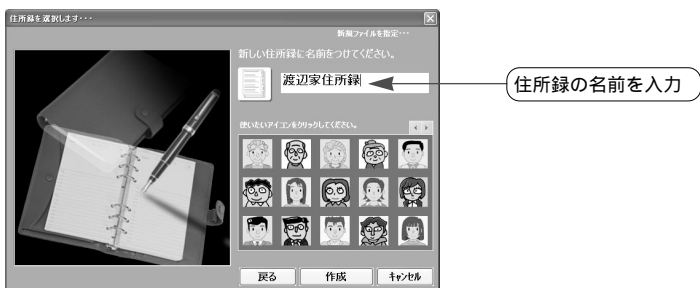 住所録を選択します・・・
新規ファイルを指定・・・
新しい住所録に名前をつけてください。
渡辺家住所録
住所録の名前を入力
使いたいアイコンをクリックしてください。
戻る
作成
キャンセル